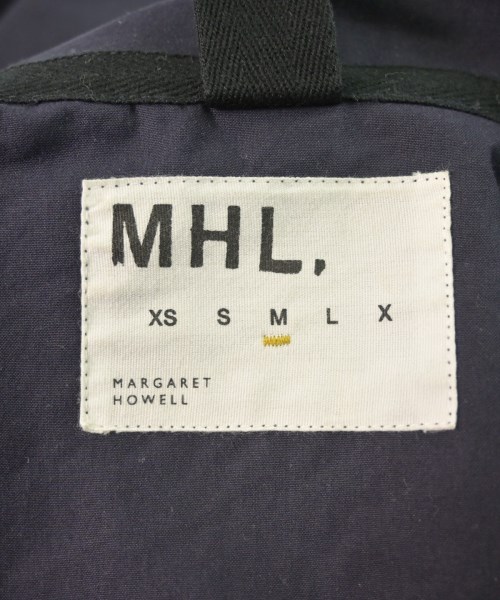 MHL.
XS S M L X
MARGARET
HOWELL